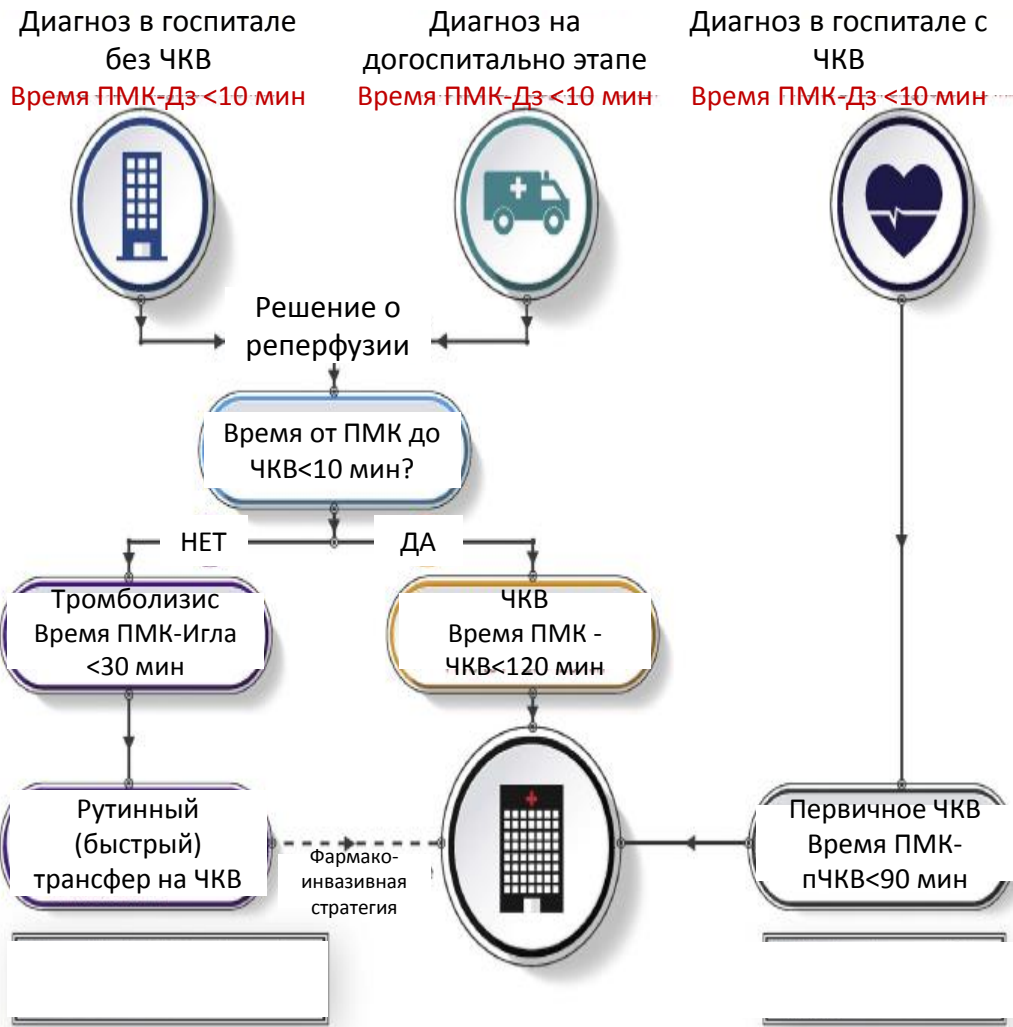 Диагноз в госпитале
без ЧКВ
Время ПМК-Дз <10 мин
Диагноз на
догоспитально этапе
Время ПМК-Дз <10 мин
Диагноз в госпитале с
ЧКВ
Время ПМК-Дз <10 мин
Решение о
реперфузии
Время от ПМК до
ЧКВ<10 мин?
НЕТ
ДА
Тромболизис
Время ПМК-Игла
<30 мин
ЧКВ
Время ПМК -
ЧКВ<120 мин
Рутинный
(быстрый)
трансфер на ЧКВ
Фармако-
инвазивная
стратегия
Первичное ЧКВ
Время ПМК-
пЧКВ<90 мин